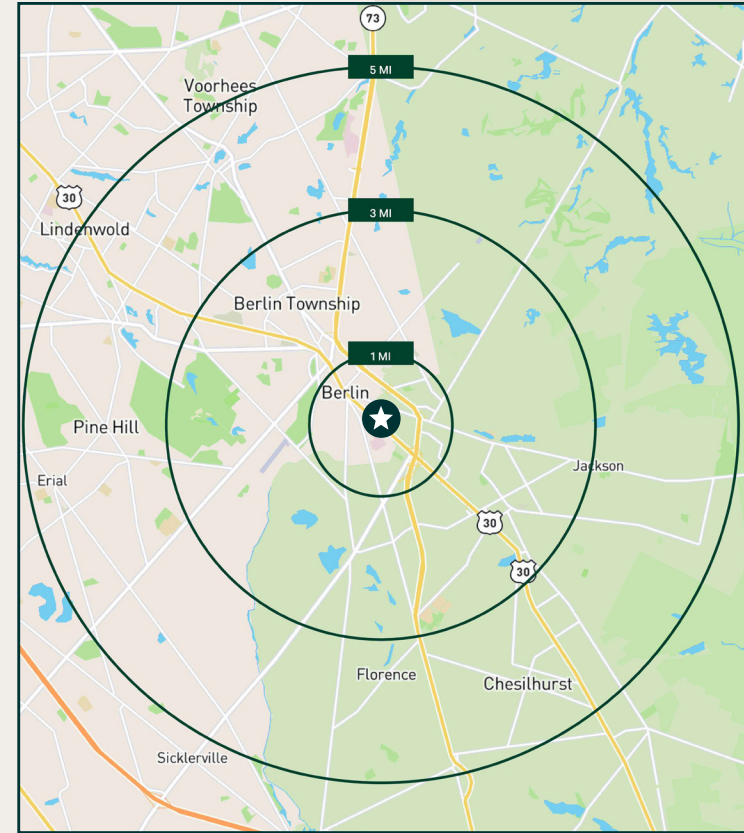 73
5 MI
Voorhees
Township
30
Lindenwold
3 MI
Berlin Township
1 MI
Berlin
Pine Hill
Jackson
Erial
30
30
Florence
Chesilhurst
Sicklerville